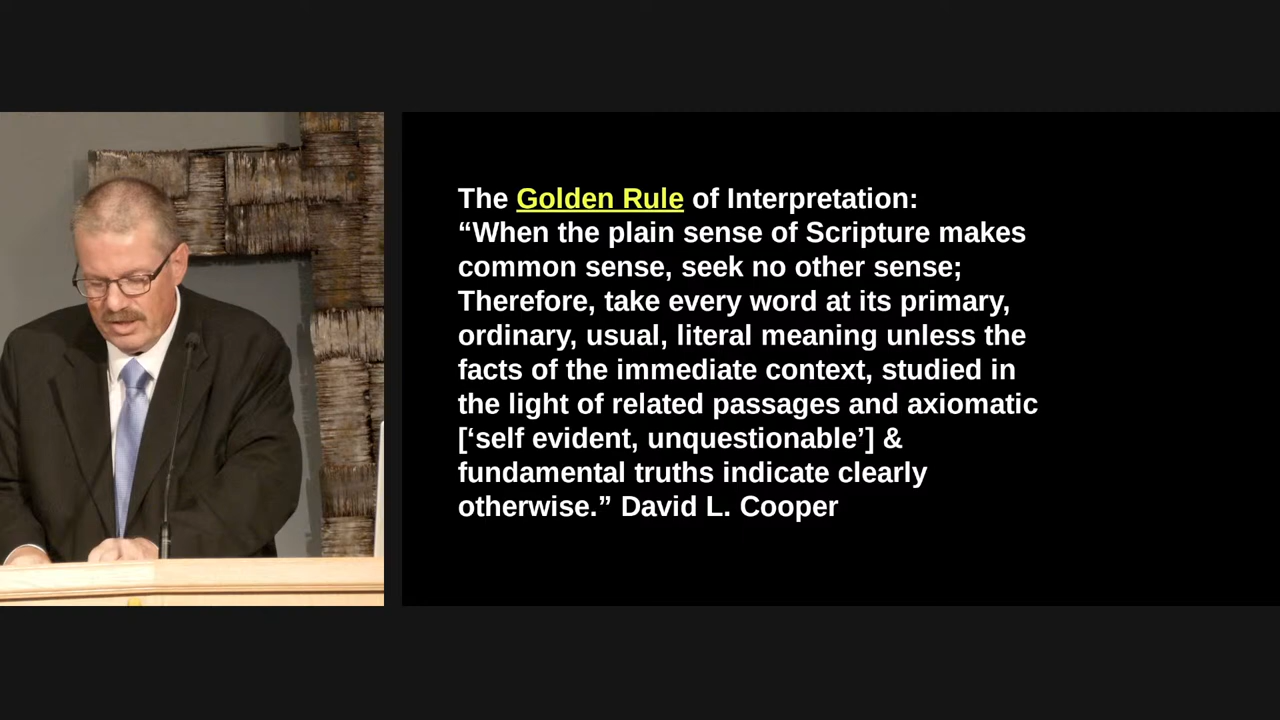 The Golden Rule of Interpretation:
“When the plain sense of Scripture makes
common sense, seek no other sense;
Therefore, take every word at its primary,
ordinary, usual, literal meaning unless the
facts of the immediate context, studied in
the light of related passages and axiomatic
[‘self evident, unquestionable’] &
fundamental truths indicate clearly
otherwise.” David L. Cooper